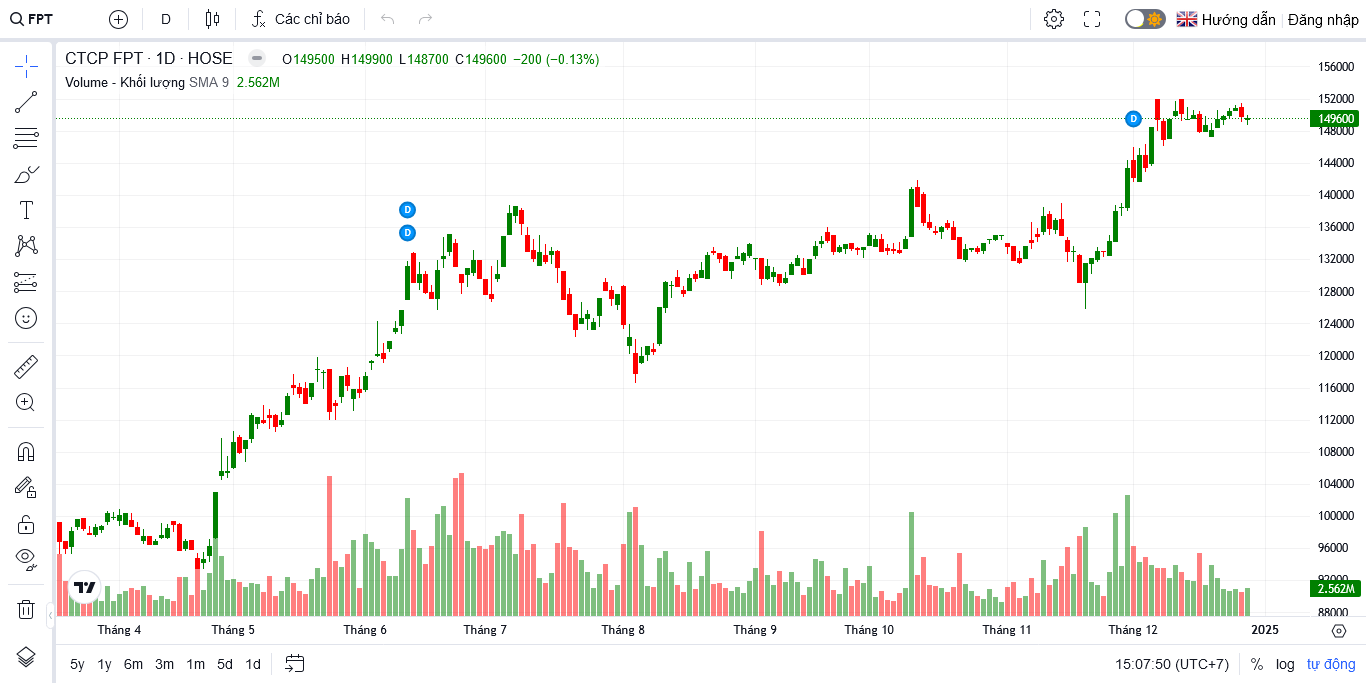 FPT D Các chỉ báo Hướng dẫn Đăng nhập
CTCP FPT · 1D · HOSE O149500 H149900 L148700 C149600 −200 (−0.13%)
Volume - Khối lượng SMA 9 2.562M
156000
152000
149600
148000
144000
140000
136000
132000
128000
124000
120000
116000
112000
108000
104000
100000
96000
92000
2.562M
88000
D
D
D
Tháng 4 Tháng 5 Tháng 6 Tháng 7 Tháng 8 Tháng 9 Tháng 10 Tháng 11 Tháng 12 2025
5y 1y 6m 3m 1m 5d 1d 15:07:50 (UTC+7) % log tự động